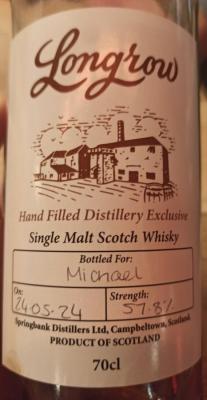 Longrow
Hand Filled Distillery Exclusive
Single Malt Scotch Whisky
Bottled For:
Michael
On:
24-05-24
Strength:
57.8%
Springbank Distillers Ltd, Campbeltown, Scotland
PRODUCT OF SCOTLAND
70cl